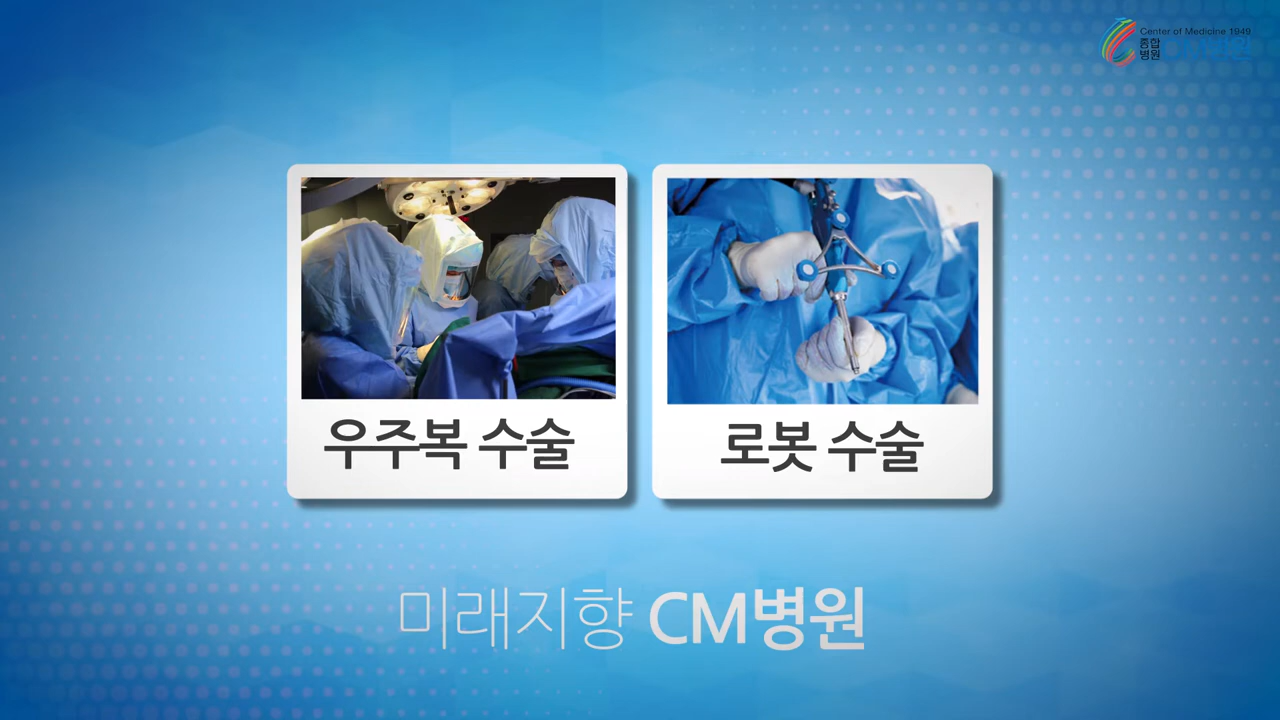 Center of Medicine 1949
종합
병원
CM병원
우주복 수술
로봇 수술
미래지향 CM병원